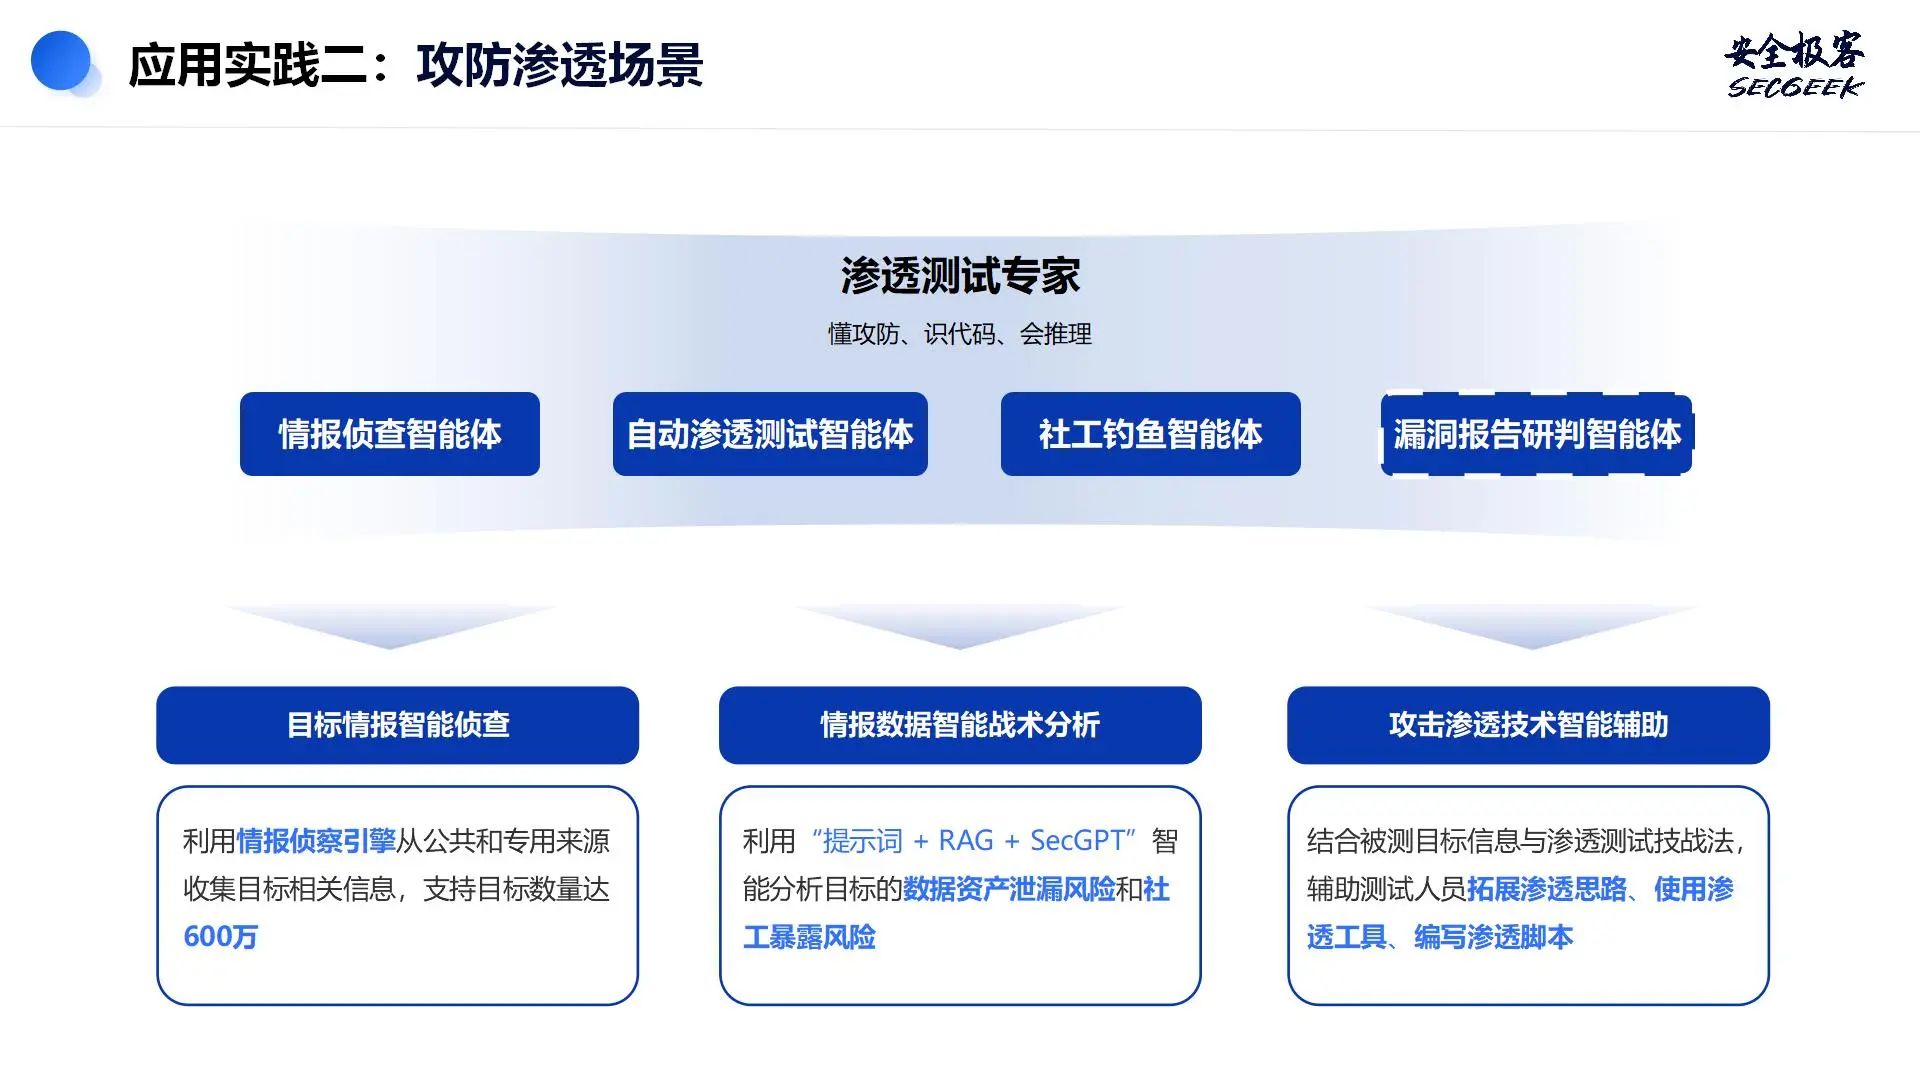 应用实践二：攻防渗透场景
安全极客
SECGEEK
渗透测试专家
懂攻防、识代码、会推理
情报侦查智能体
自动渗透测试智能体
社工钓鱼智能体
漏洞报告研判智能体
目标情报智能侦查
利用情报侦察引擎从公共和专用来源
收集目标相关信息，支持目标数量达
600万
情报数据智能战术分析
利用“提示词 + RAG + SecGPT”智
能分析目标的数据资产泄漏风险和社
工暴露风险
攻击渗透技术智能辅助
结合被测目标信息与渗透测试技战法，
辅助测试人员拓展渗透思路、使用渗
透工具、编写渗透脚本